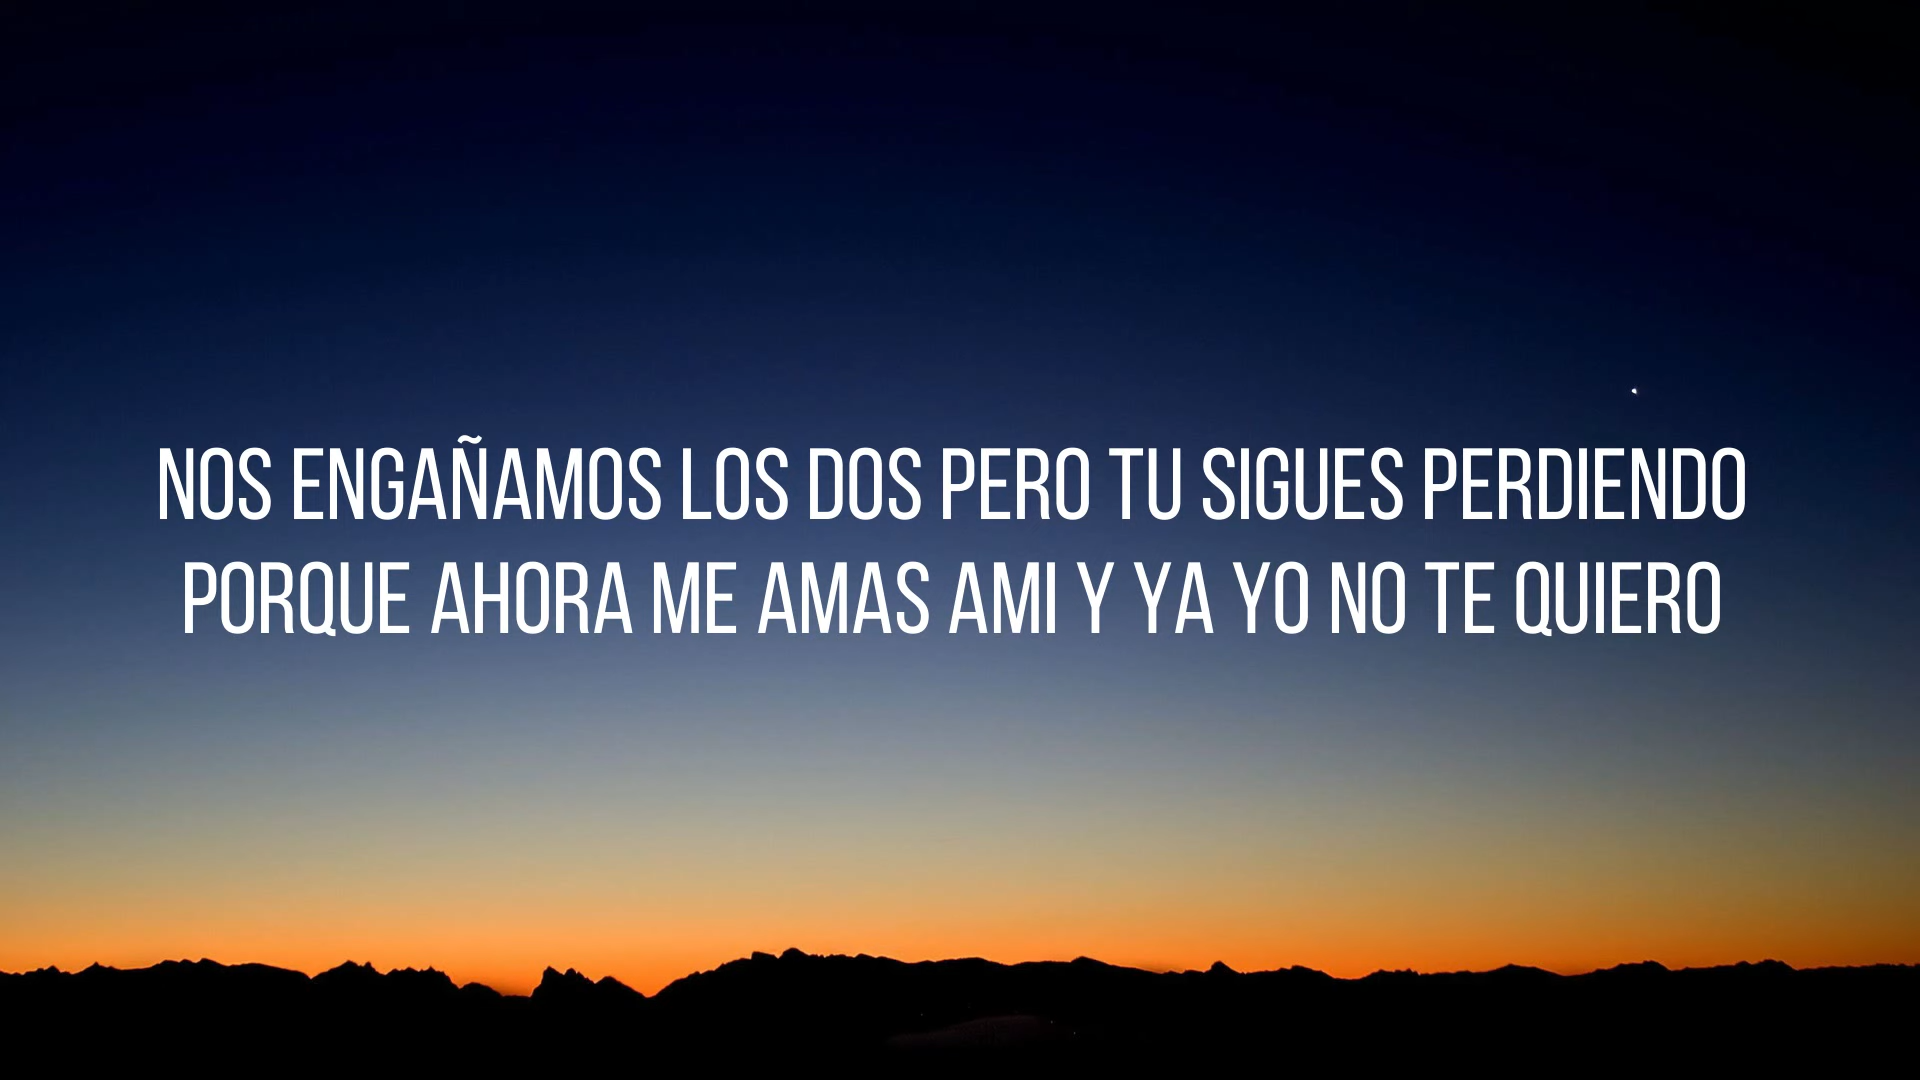 NOS ENGAÑAMOS LOS DOS PERO TU SIGUES PERDIENDO
PORQUE AHORA ME AMAS AMI Y YA YO NO TE QUIERO